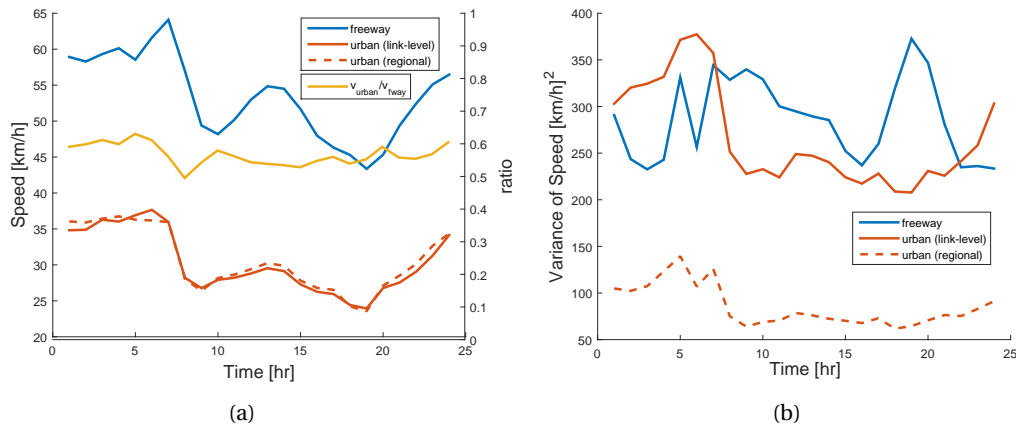 65
60
55
50
45
40
35
30
25
20
Speed [km/h]
0 5 10 15 20 25
Time [hr]
1
0.9
0.8
0.7
0.6
0.5
0.4
0.3
0.2
0.1
0
ratio
freeway
urban (link-level)
urban (regional)
v_urban/v_fway
(a)
400
350
300
250
200
150
100
50
Variance of Speed [km/h]²
0 5 10 15 20 25
Time [hr]
freeway
urban (link-level)
urban (regional)
(b)